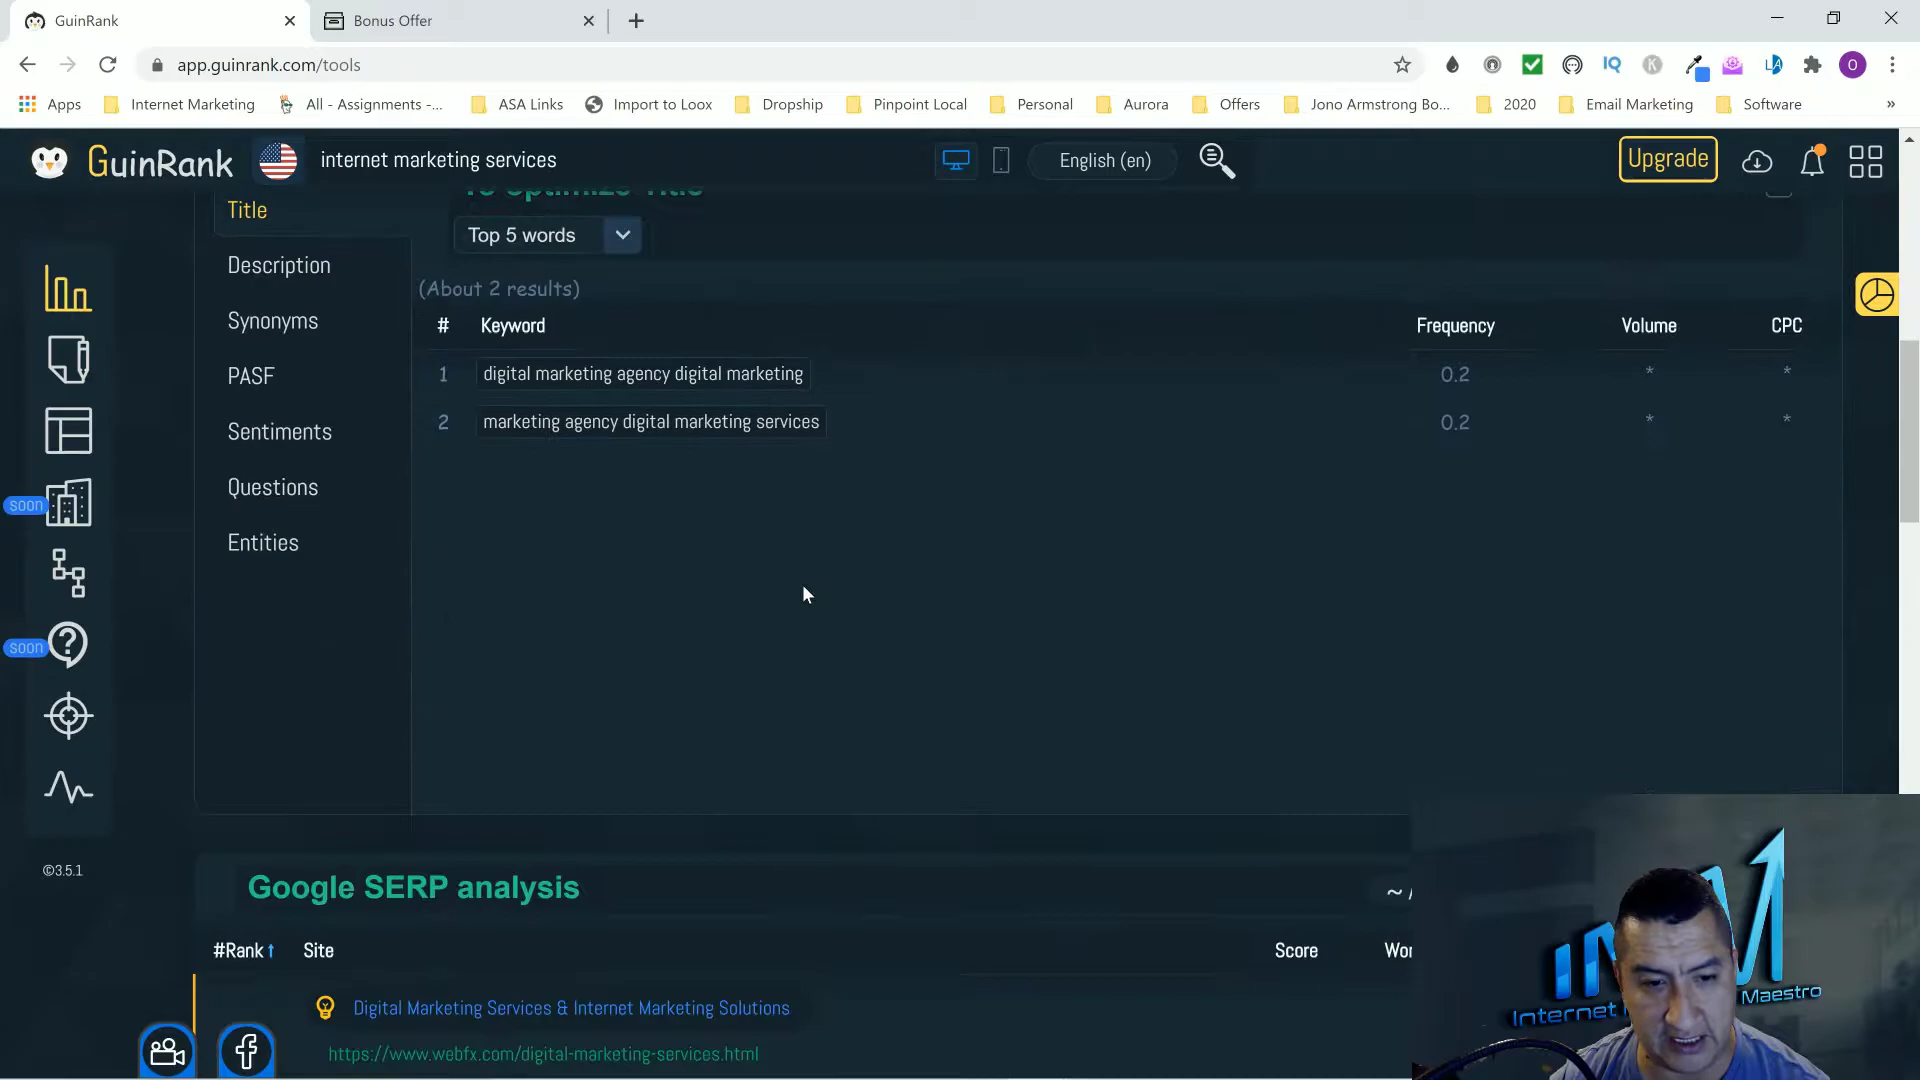 GuinRank
Bonus Offer
app.guinrank.com/tools
Apps
Internet Marketing
All - Assignments -...
ASA Links
Import to Loox
Dropship
Pinpoint Local
Personal
Aurora
Offers
Jono Armstrong Bo...
2020
Email Marketing
Software
»
GuinRank
internet marketing services
English (en)
Upgrade
To Optimize Title
Title
Top 5 words
Description
(About 2 results)
Synonyms
# Keyword Frequency Volume CPC
PASF
1 digital marketing agency digital marketing 0.2 * *
Sentiments
2 marketing agency digital marketing services 0.2 * *
Questions
soon
Entities
soon
©3.5.1
Google SERP analysis
~
#Rank↑ Site Score Wor
Digital Marketing Services & Internet Marketing Solutions
https://www.webfx.com/digital-marketing-services.html
Maestro
Internet